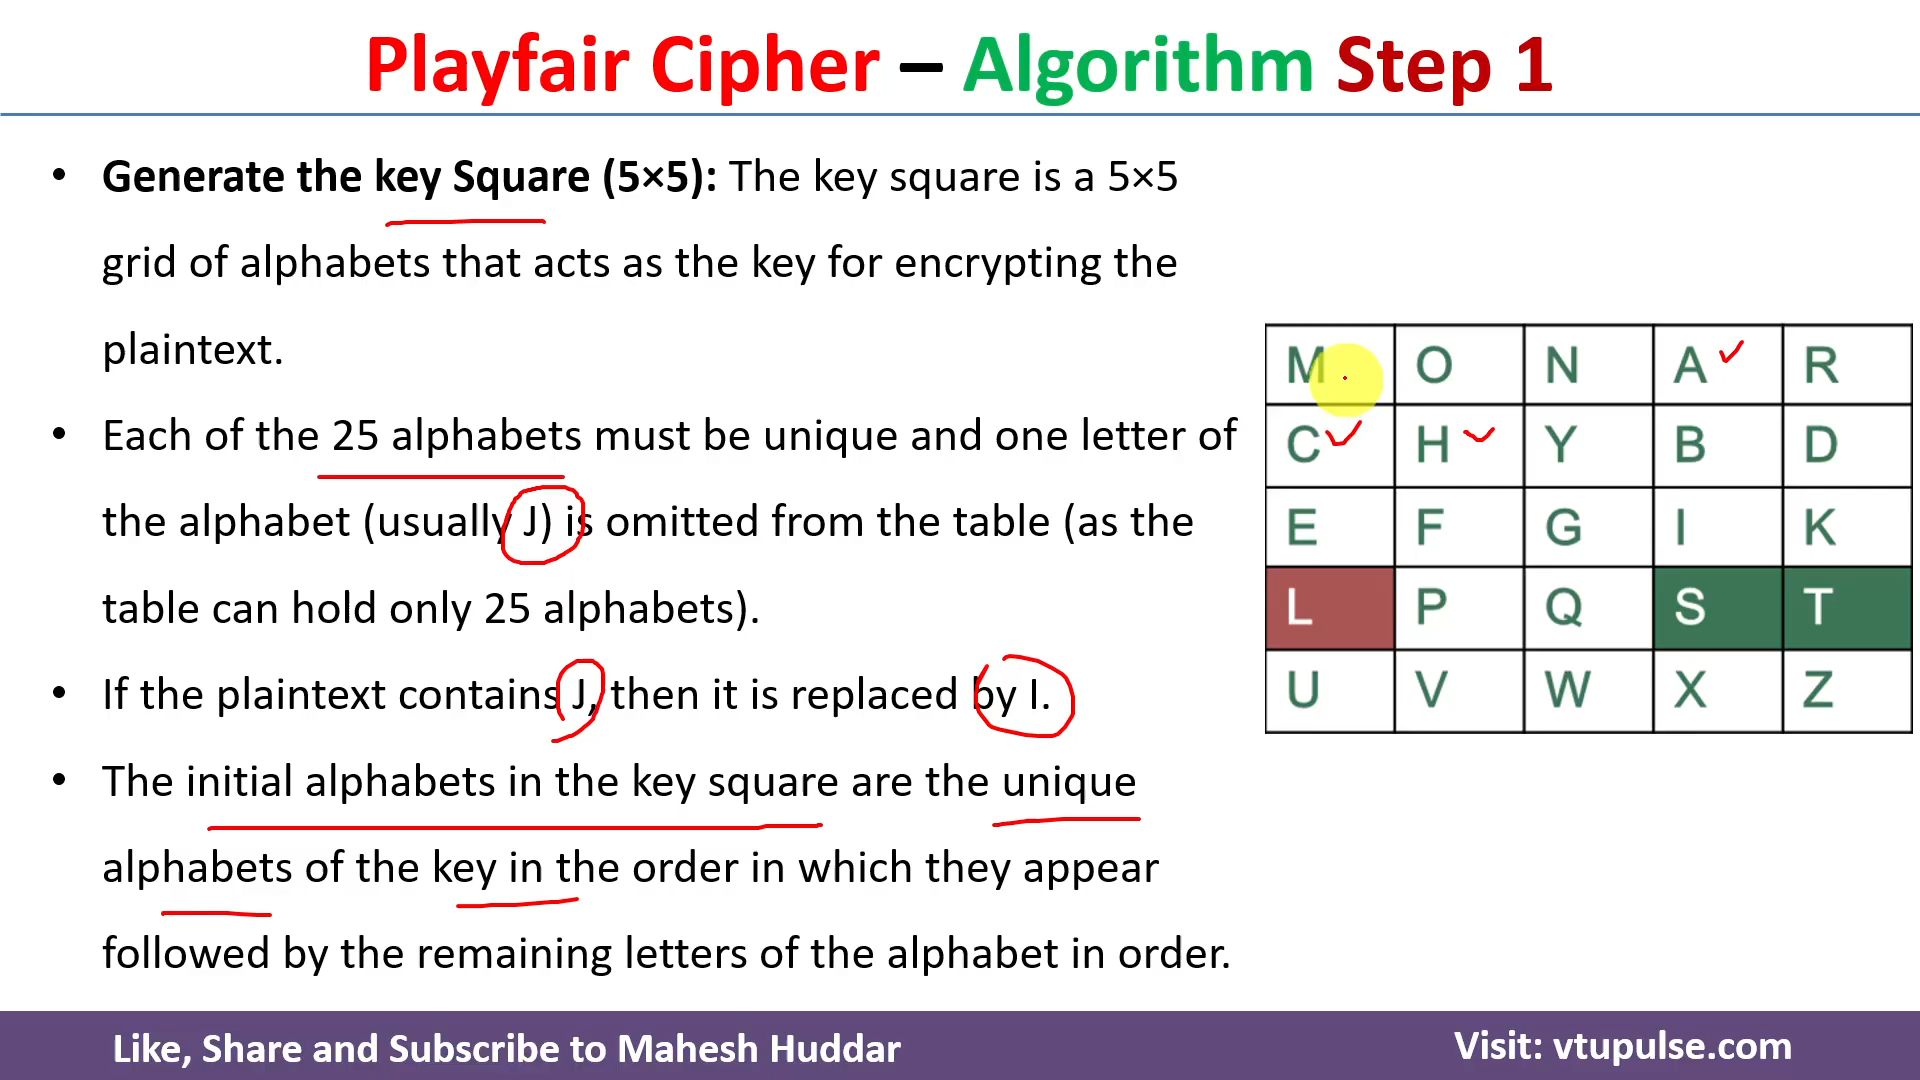 Playfair Cipher – Algorithm Step 1
• Generate the key Square (5×5): The key square is a 5×5
grid of alphabets that acts as the key for encrypting the
plaintext.
• Each of the 25 alphabets must be unique and one letter of
the alphabet (usually J) is omitted from the table (as the
table can hold only 25 alphabets).
• If the plaintext contains J, then it is replaced by I.
• The initial alphabets in the key square are the unique
alphabets of the key in the order in which they appear
followed by the remaining letters of the alphabet in order.
M O N A R
C H Y B D
E F G I K
L P Q S T
U V W X Z
Like, Share and Subscribe to Mahesh Huddar
Visit: vtupulse.com